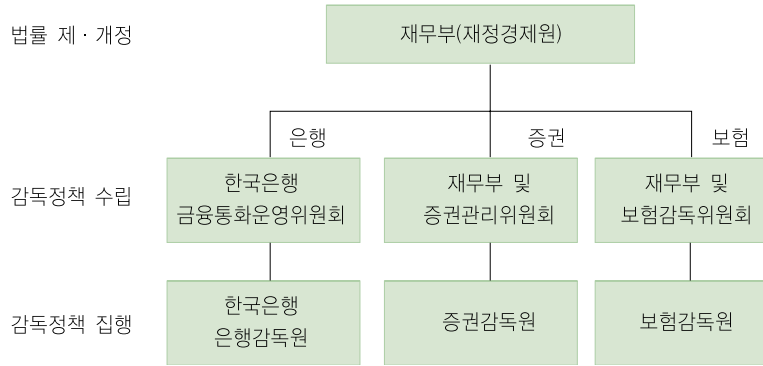 법률 제 · 개정
재무부(재정경제원)
은행
증권
보험
감독정책 수립
한국은행
금융통화운영위원회
재무부 및
증권관리위원회
재무부 및
보험감독위원회
감독정책 집행
한국은행
은행감독원
증권감독원
보험감독원